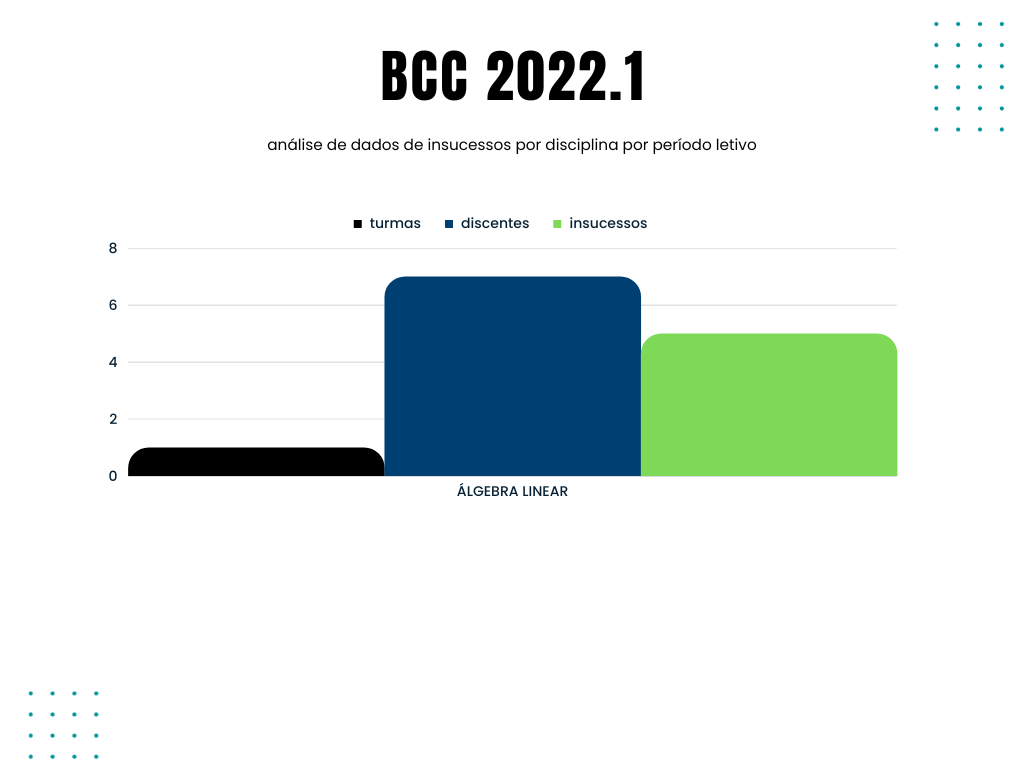 BCC 2022.1
análise de dados de insucessos por disciplina por período letivo
turmas discentes insucessos
8
6
4
2
0
ÁLGEBRA LINEAR